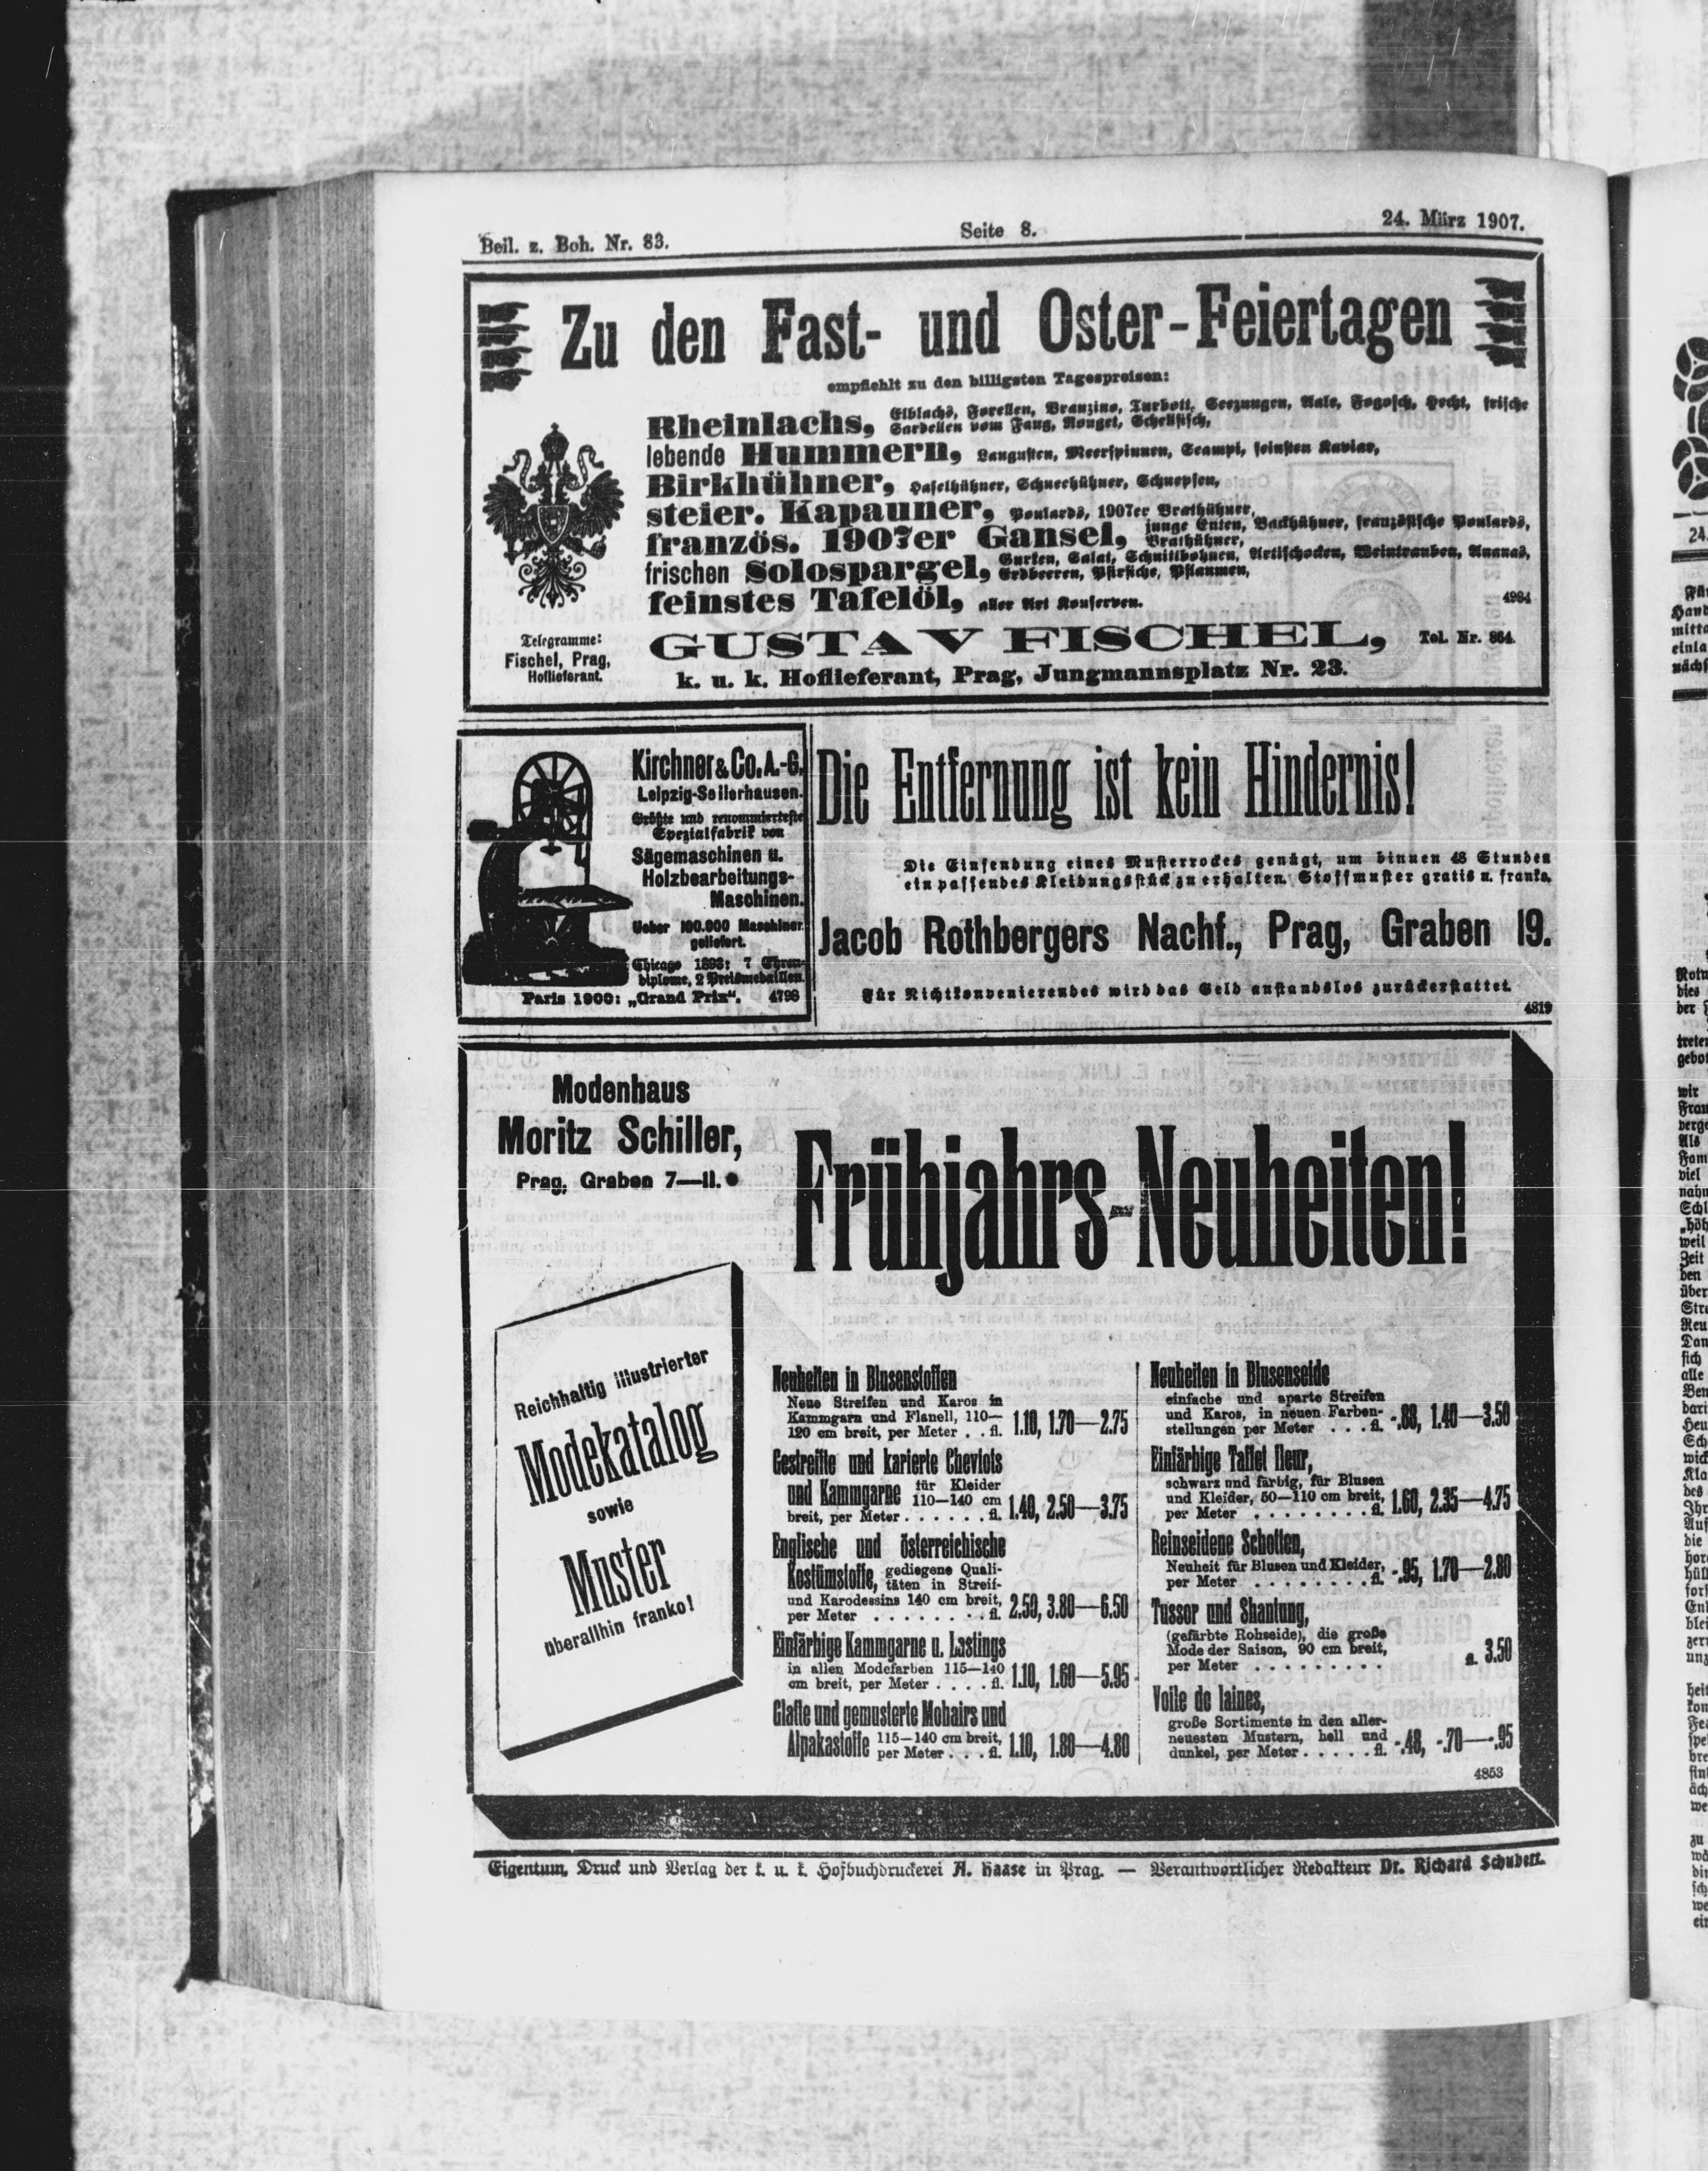 Beil. z. Boh. Nr. 83.
Seite 8.
24. März 1907.
Zu den Fast- und Oster-Feiertagen
empfiehlt zu den billigsten Tagespreisen:
Rheinlachs, Elblachs, Forellen, Branzino, Turbott, Seezungen, Aale, Fogosch, Hecht, frische
Sardellen vom Fang, Rouget, Schellfisch,
lebende Hummern, Langusten, Meerspinnen, Scampi, feinsten Kaviar,
Birkhühner, Haselhühner, Schneehühner, Schnepfen,
steier. Kapauner, Poulards, 1907er Brathühner,
französ. 1907er Gansel, junge Enten, Backhühner, französische Poulards,
Brathühner,
frischen Solospargel, Gurken, Salat, Schnittbohnen, Artischocken, Weintrauben, Ananas,
Erdbeeren, Pfirsiche, Pflaumen,
feinstes Tafelöl, aller Art Konserven.
4984
Telegramme:
Fischel, Prag,
Hoflieferant.
GUSTAV FISCHEL, Tel. Nr. 864.
k. u. k. Hoflieferant, Prag, Jungmannsplatz Nr. 23.
Kirchner & Co. A.-G.
Leipzig-Sellerhausen.
Größte und renommierteste
Spezialfabrik von
Sägemaschinen u.
Holzbearbeitungs-
Maschinen.
Ueber 100.000 Maschinen
geliefert.
Chicago 1893: 7 Ehren-
diplome, 2 Preismedaillen.
Paris 1900: „Grand Prix“. 4796
Die Entfernung ist kein Hindernis!
Die Einsendung eines Musterrockes genügt, um binnen 48 Stunden
ein passendes Kleidungsstück zu erhalten. Stoffmuster gratis u. franko.
Jacob Rothbergers Nachf., Prag, Graben 19.
Für Nichtkonvenierendes wird das Geld anstandslos zurückerstattet.
4819
Modenhaus
Moritz Schiller,
Prag, Graben 7—II.
Frühjahrs-Neuheiten!
Reichhaltig illustrierter
Modekatalog
sowie
Muster
überallhin franko!
Neuheiten in Blusenstoffen
Neue Streifen und Karos in
Kammgarn und Flanell, 110—
120 cm breit, per Meter . . fl. 1.10, 1.70—2.75
Gestreifte und karierte Cheviots
und Kammgarne für Kleider
110—140 cm
breit, per Meter . . . . . . fl. 1.40, 2.50—3.75
Englische und österreichische
Kostümstoffe, gediegene Quali-
täten in Streif-
und Karodessins 140 cm breit,
per Meter . . . . . . . . fl. 2.50, 3.80—6.50
Einfärbige Kammgarne u. Lastings
in allen Modefarben 115—140
cm breit, per Meter . . . . fl. 1.10, 1.60—5.95
Glatte und gemusterte Mohairs und
Alpakastoffe 115—140 cm breit,
per Meter . . . fl. 1.10, 1.80—4.80
Neuheiten in Blusenseide
einfache und aparte Streifen
und Karos, in neuen Farben-
stellungen per Meter . . . fl. -.88, 1.40—3.50
Einfärbige Taffet fleur,
schwarz und färbig, für Blusen
und Kleider, 50—110 cm breit,
per Meter . . . . . . . . fl. 1.60, 2.35—4.75
Reinseidene Schotten,
Neuheit für Blusen und Kleider,
per Meter . . . . . . . . fl. -.95, 1.70—2.80
Tussor und Shantung,
(gefärbte Rohseide), die große
Mode der Saison, 90 cm breit,
per Meter . . . . . . . . . fl. 3.50
Voile de laines,
große Sortimente in den aller-
neuesten Mustern, hell und
dunkel, per Meter . . . . . fl. -.48, -.70—-.95
4853
Eigentum, Druck und Verlag der k. u. k. Hofbuchdruckerei A. Haase in Prag. — Verantwortlicher Redakteur Dr. Richard Schubert.